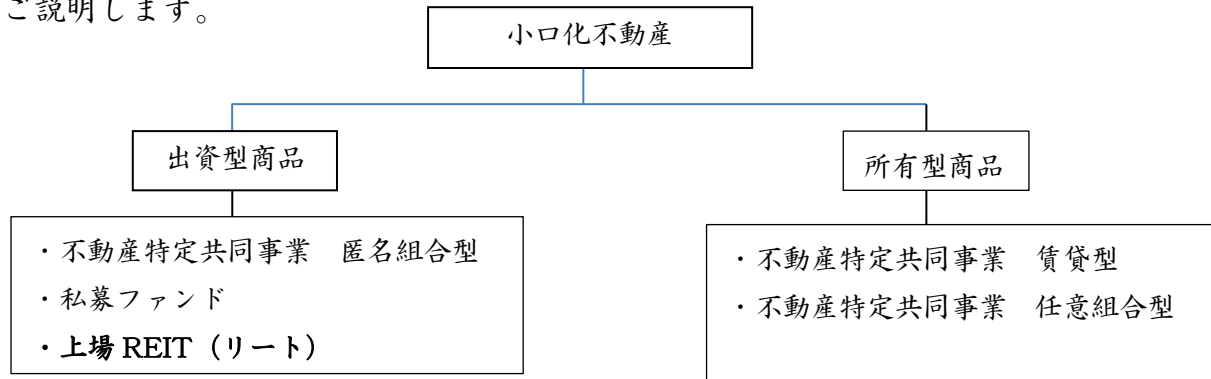 ご説明します。
小口化不動産
出資型商品
所有型商品
・不動産特定共同事業　匿名組合型
・私募ファンド
・上場 REIT（リート）
・不動産特定共同事業　賃貸型
・不動産特定共同事業　任意組合型